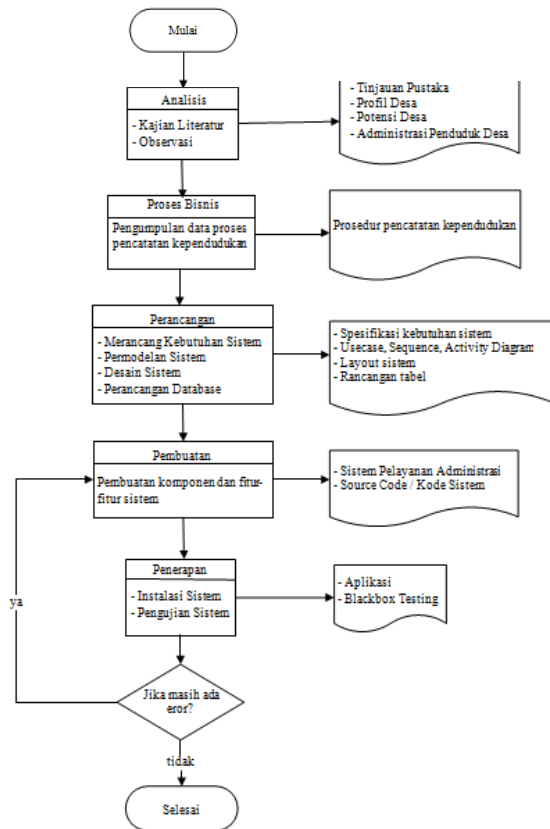 Mulai
Analisis
- Kajian Literatur
- Observasi
- Tinjauan Pustaka
- Profil Desa
- Potensi Desa
- Administrasi Penduduk Desa
Proses Bisnis
Pengumpulan data proses
pencatatan kependudukan
Prosedur pencatatan kependudukan
Perancangan
- Merancang Kebutuhan Sistem
- Permodelan Sistem
- Desain Sistem
- Perancangan Database
- Spesifikasi kebutuhan sistem
- Usecase, Sequence, Activity Diagram
- Layout sistem
- Rancangan tabel
Pembuatan
Pembuatan komponen dan fitur-
fitur sistem
- Sistem Pelayanan Administrasi
- Source Code / Kode Sistem
Penerapan
- Instalasi Sistem
- Pengujian Sistem
- Aplikasi
- Blackbox Testing
ya
Jika masih ada
eror?
tidak
Selesai